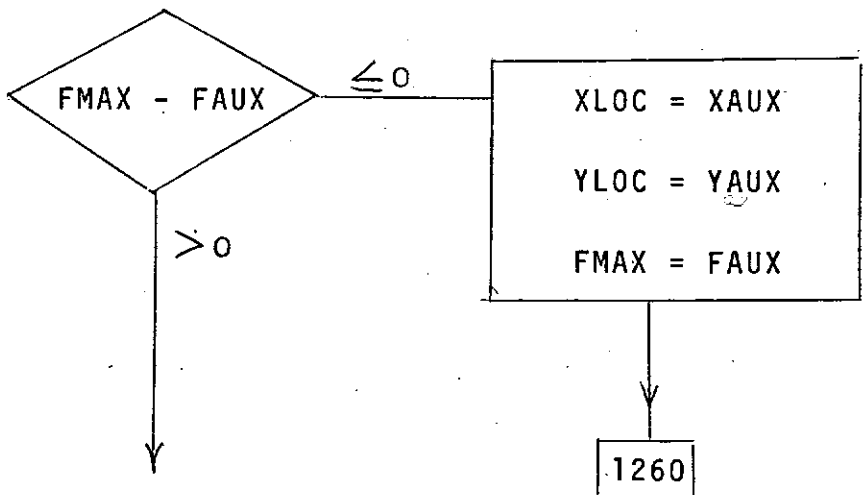 FMAX - FAUX
≤ 0
XLOC = XAUX
YLOC = YAUX
FMAX = FAUX
> 0
1260